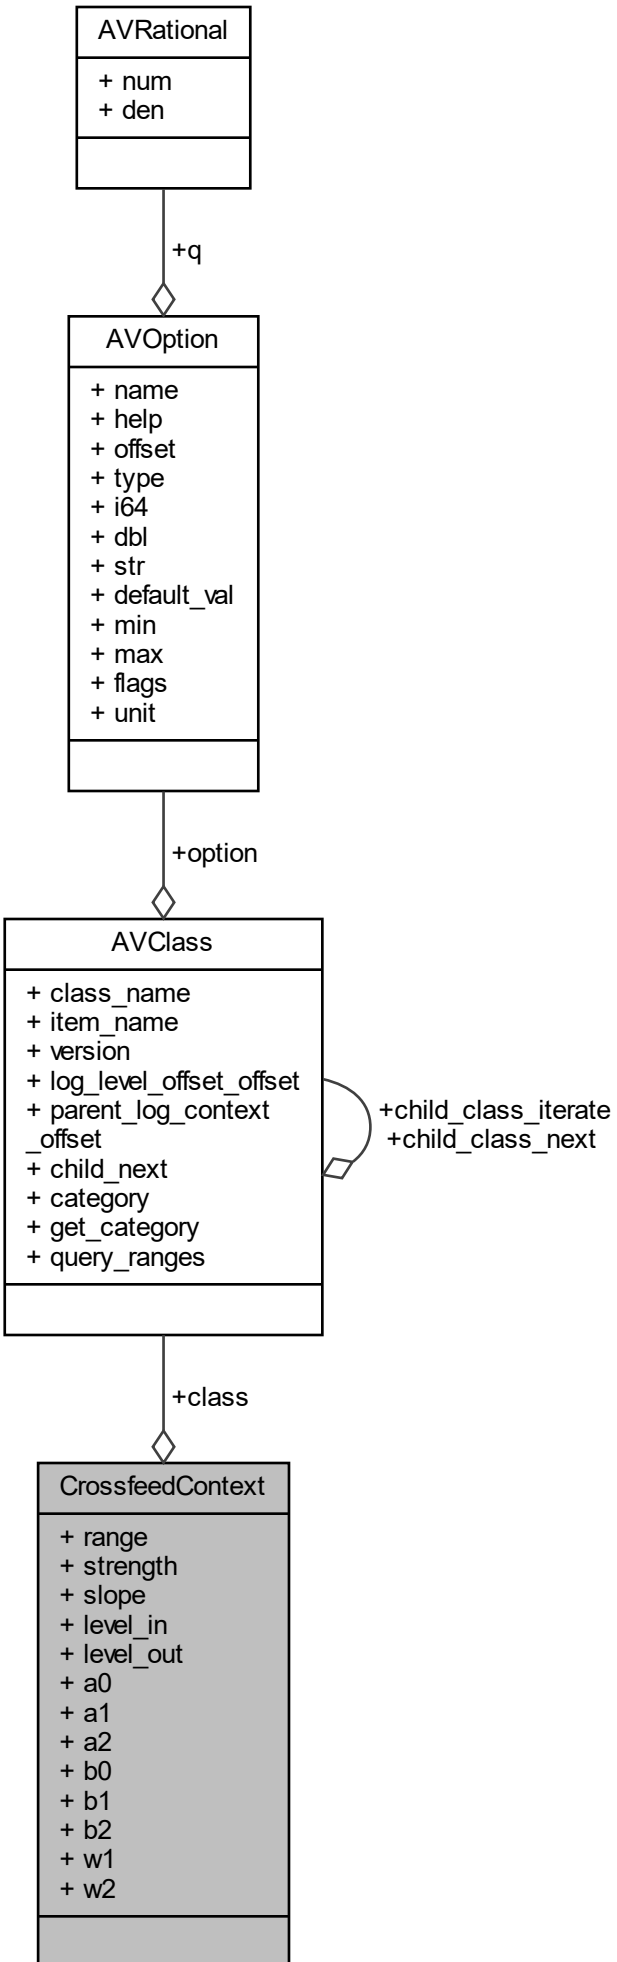 AVRational
+ num
+ den
+q
AVOption
+ name
+ help
+ offset
+ type
+ i64
+ dbl
+ str
+ default_val
+ min
+ max
+ flags
+ unit
+option
AVClass
+ class_name
+ item_name
+ version
+ log_level_offset_offset
+ parent_log_context
_offset
+ child_next
+ category
+ get_category
+ query_ranges
+child_class_iterate
+child_class_next
+class
CrossfeedContext
+ range
+ strength
+ slope
+ level_in
+ level_out
+ a0
+ a1
+ a2
+ b0
+ b1
+ b2
+ w1
+ w2